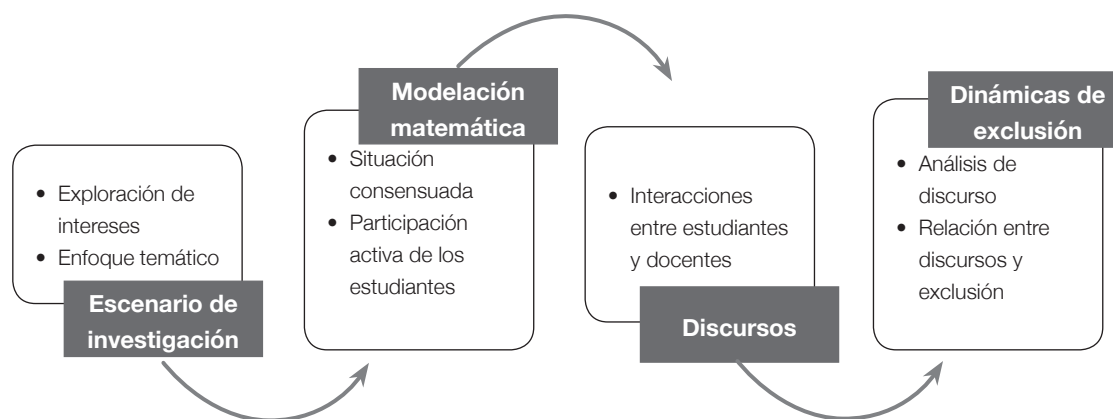 • Exploración de
intereses
• Enfoque temático
Escenario de
investigación
Modelación
matemática
• Situación
consensuada
• Participación
activa de los
estudiantes
• Interacciones
entre estudiantes
y docentes
Discursos
Dinámicas de
exclusión
• Análisis de
discurso
• Relación entre
discursos y
exclusión